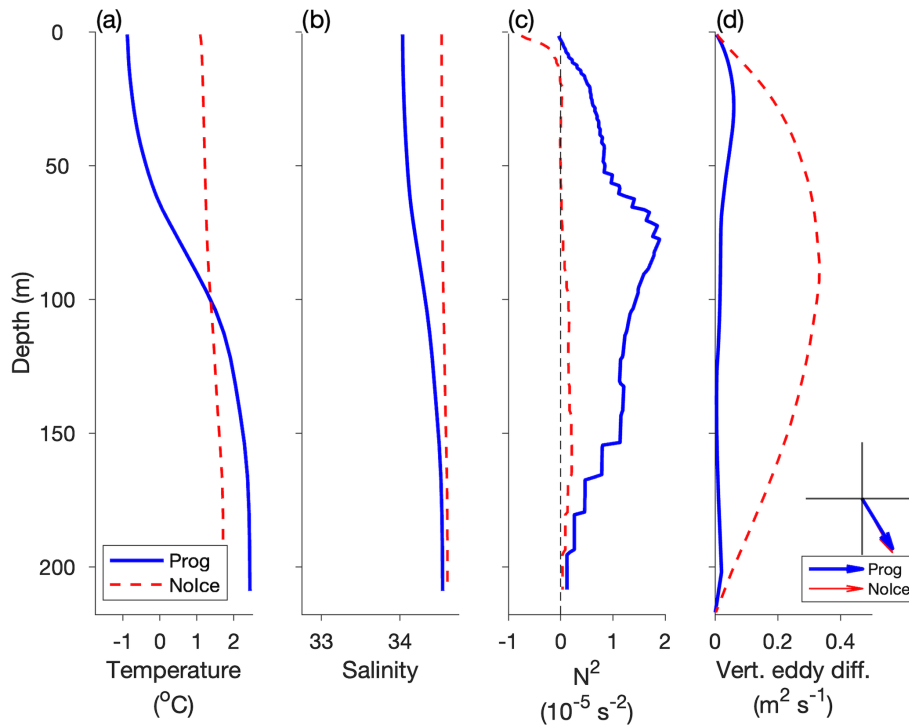 (a) (b) (c) (d)
0
50
100
150
200
Depth (m)
Prog
NoIce
Prog
NoIce
-1 0 1 2
33 34
-1 0 1 2
0 0.2 0.4
Temperature
(°C)
Salinity
N²
(10⁻⁵ s⁻²)
Vert. eddy diff.
(m² s⁻¹)